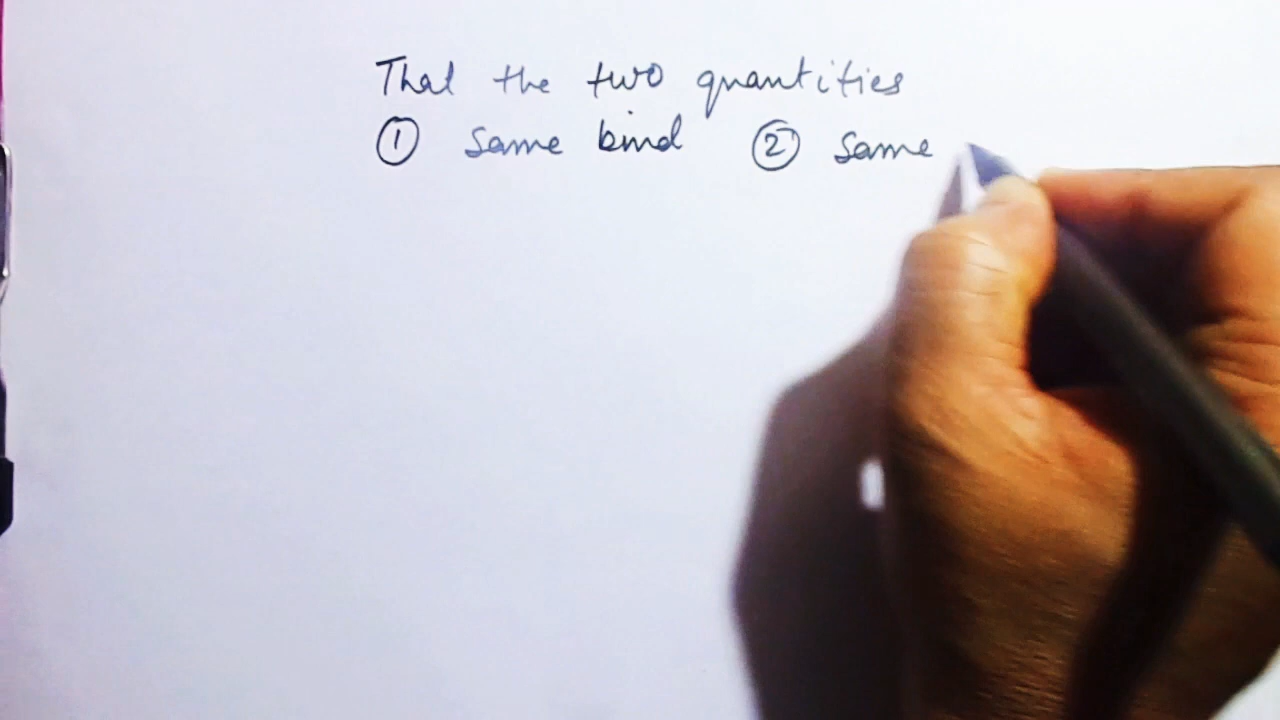 That the two quantities
① same kind ② same